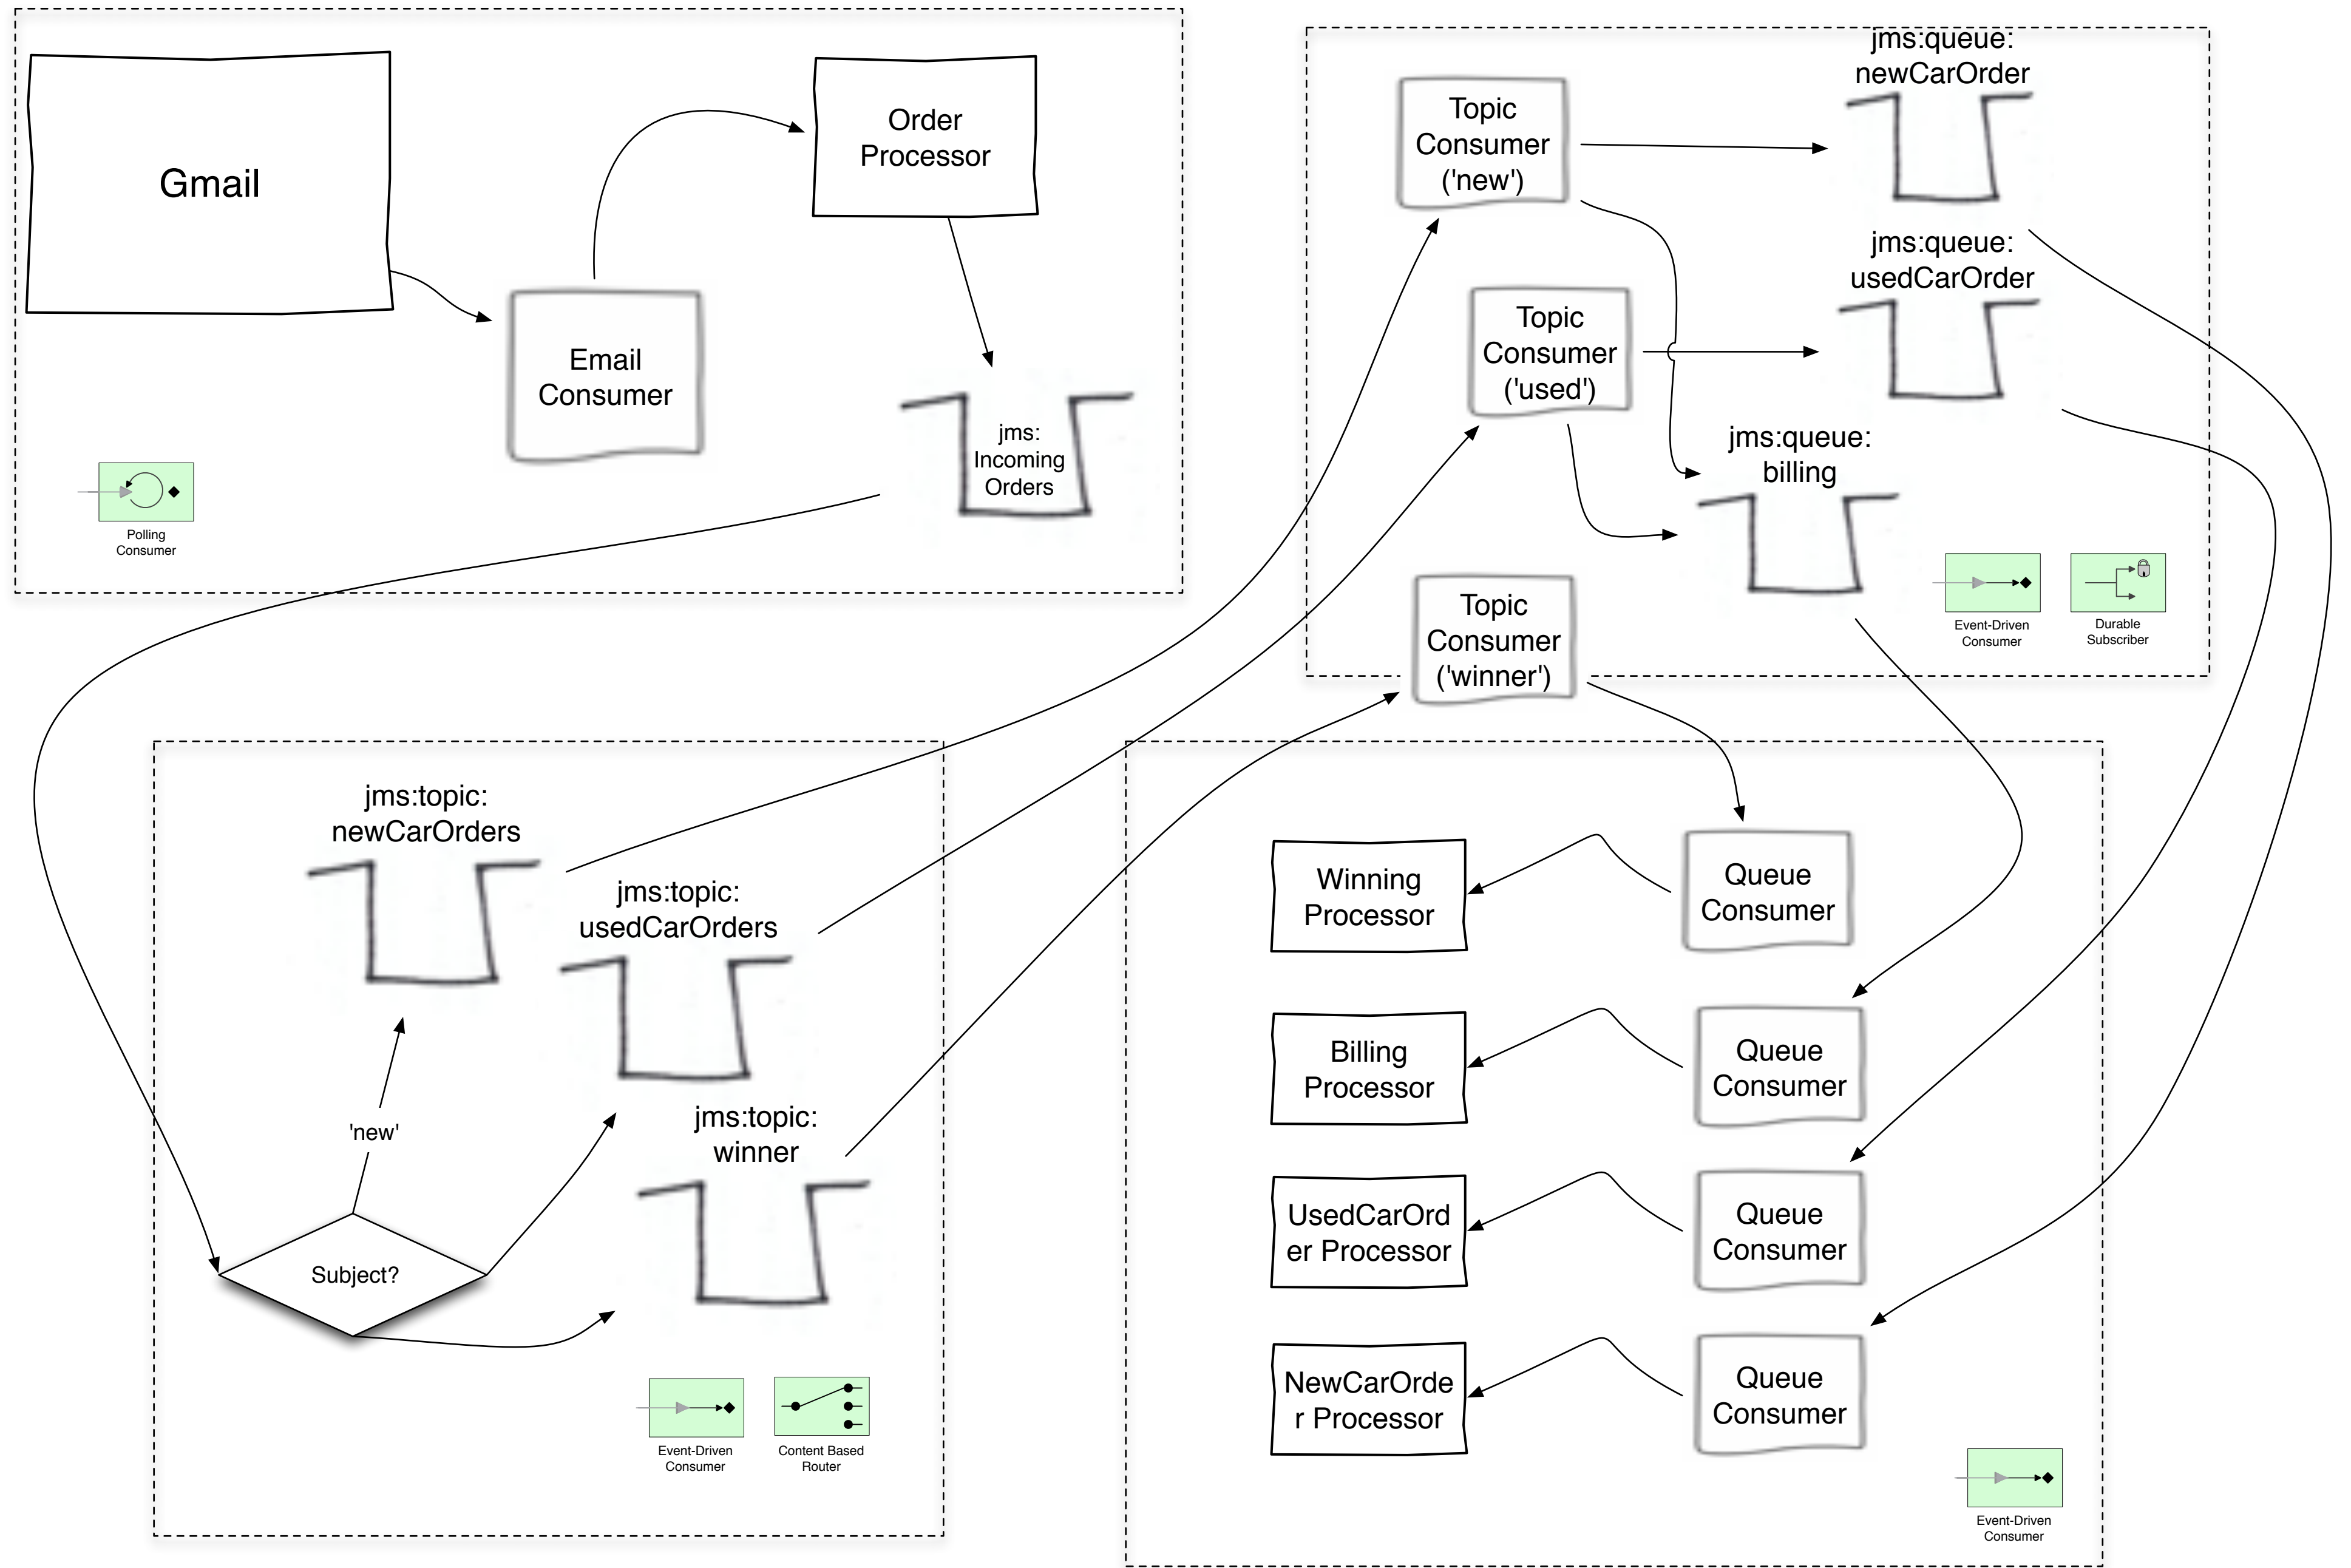 Gmail
Order
Processor
Email
Consumer
jms:
Incoming
Orders
Polling
Consumer
jms:queue:
newCarOrder
Topic
Consumer
('new')
jms:queue:
usedCarOrder
Topic
Consumer
('used')
jms:queue:
billing
Topic
Consumer
('winner')
Event-Driven
Consumer
Durable
Subscriber
jms:topic:
newCarOrders
jms:topic:
usedCarOrders
jms:topic:
winner
'new'
Subject?
Event-Driven
Consumer
Content Based
Router
Winning
Processor
Queue
Consumer
Billing
Processor
Queue
Consumer
UsedCarOrd
er Processor
Queue
Consumer
NewCarOrde
r Processor
Queue
Consumer
Event-Driven
Consumer